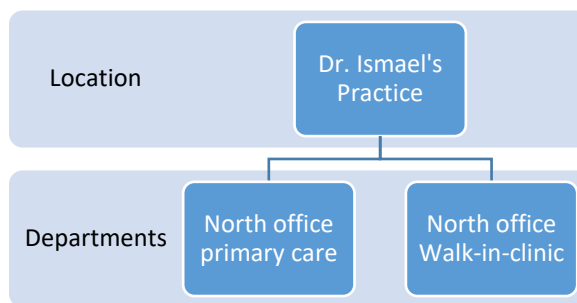 Location
Dr. Ismael's
Practice
Departments
North office
primary care
North office
Walk-in-clinic